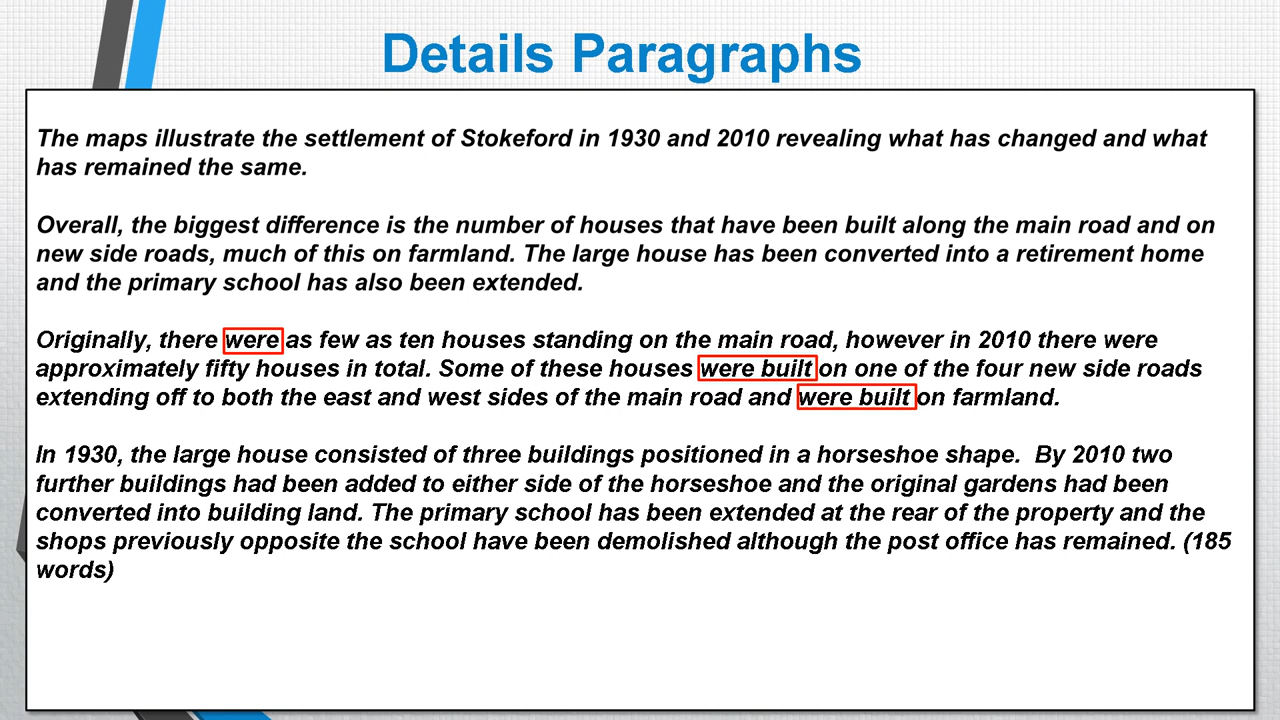 Details Paragraphs
The maps illustrate the settlement of Stokeford in 1930 and 2010 revealing what has changed and what
has remained the same.
Overall, the biggest difference is the number of houses that have been built along the main road and on
new side roads, much of this on farmland. The large house has been converted into a retirement home
and the primary school has also been extended.
Originally, there were as few as ten houses standing on the main road, however in 2010 there were
approximately fifty houses in total. Some of these houses were built on one of the four new side roads
extending off to both the east and west sides of the main road and were built on farmland.
In 1930, the large house consisted of three buildings positioned in a horseshoe shape.  By 2010 two
further buildings had been added to either side of the horseshoe and the original gardens had been
converted into building land. The primary school has been extended at the rear of the property and the
shops previously opposite the school have been demolished although the post office has remained. (185
words)